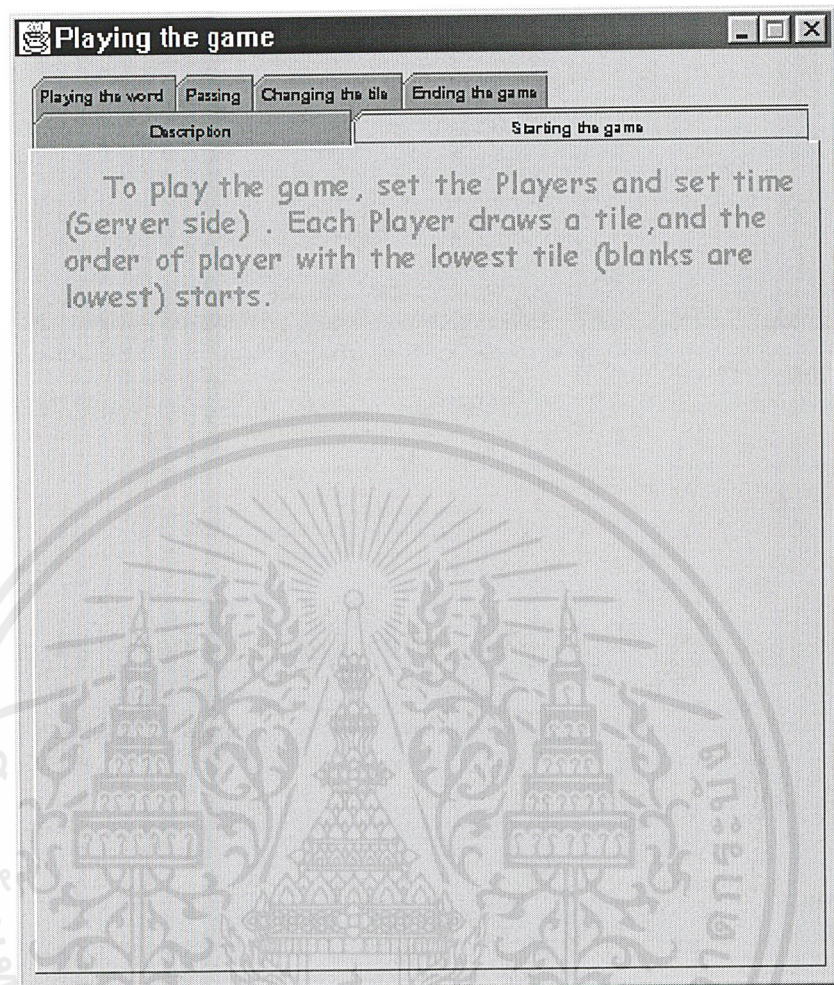 Playing the game
Playing the word Passing Changing the tile Ending the game
Description Starting the game
To play the game, set the Players and set time
(Server side) . Each Player draws a tile,and the
order of player with the lowest tile (blanks are
lowest) starts.